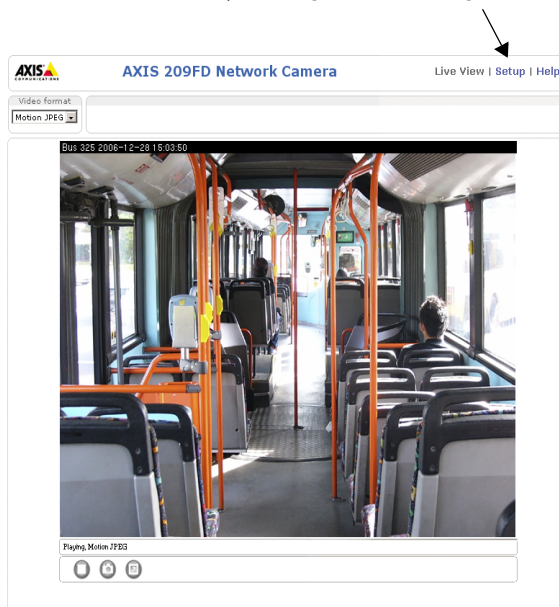 AXIS
COMMUNICATIONS
AXIS 209FD Network Camera
Live View | Setup | Help
Video format
Motion JPEG
Bus 325 2006-12-28 15:03:50
Playing, Motion JPEG